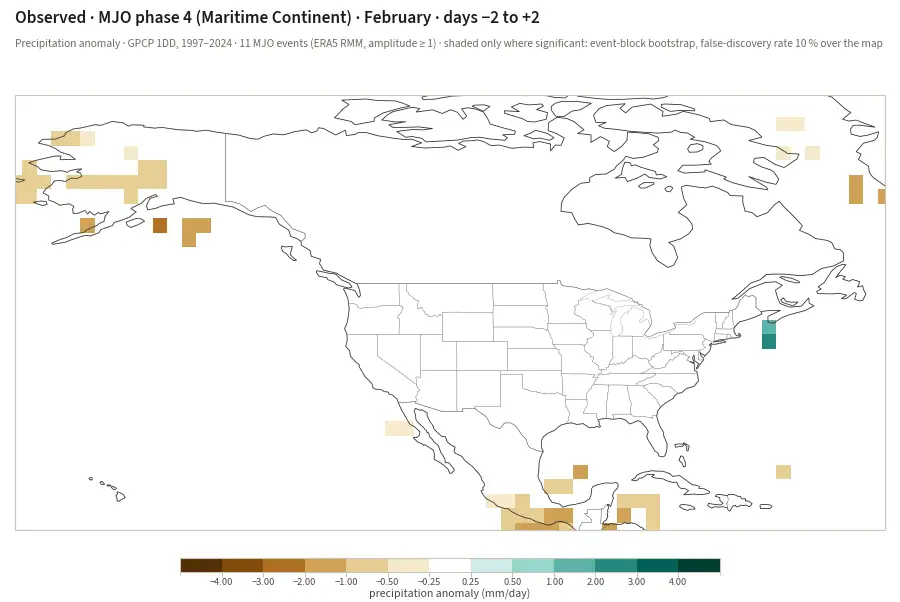 Observed · MJO phase 4 (Maritime Continent) · February · days −2 to +2
Precipitation anomaly · GPCP 1DD, 1997–2024 · 11 MJO events (ERA5 RMM, amplitude ≥ 1) · shaded only where significant: event-block bootstrap, false-discovery rate 10 % over the map
−4.00 −3.00 −2.00 −1.00 −0.50 −0.25 0.25 0.50 1.00 2.00 3.00 4.00
precipitation anomaly (mm/day)